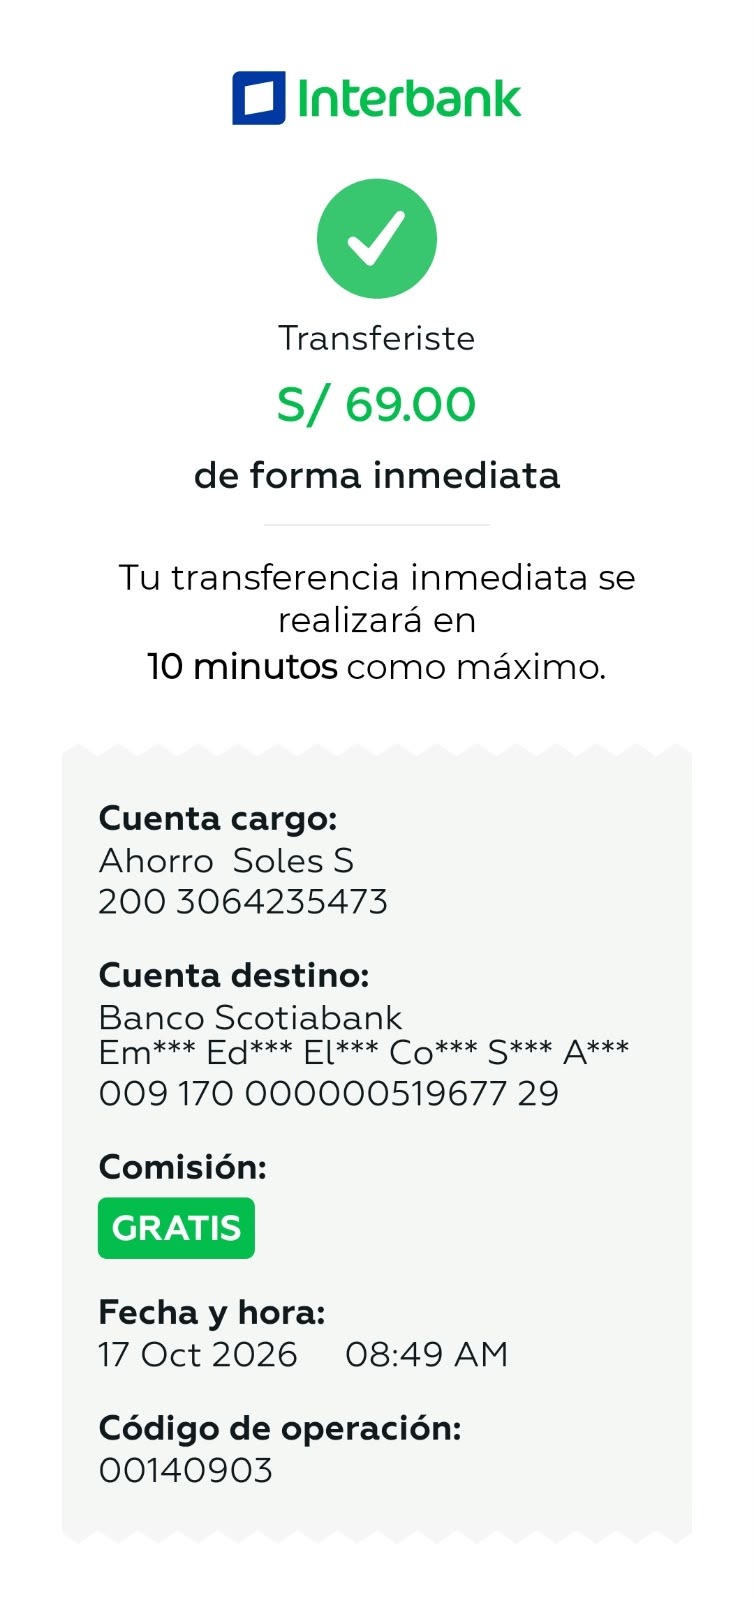 Interbank
Transferiste
S/ 69.00
de forma inmediata
Tu transferencia inmediata se
realizará en
10 minutos como máximo.
Cuenta cargo:
Ahorro  Soles S
200 3064235473
Cuenta destino:
Banco Scotiabank
Em*** Ed*** El*** Co*** S*** A***
009 170 000000519677 29
Comisión:
GRATIS
Fecha y hora:
17 Oct 2026     08:49 AM
Código de operación:
00140903